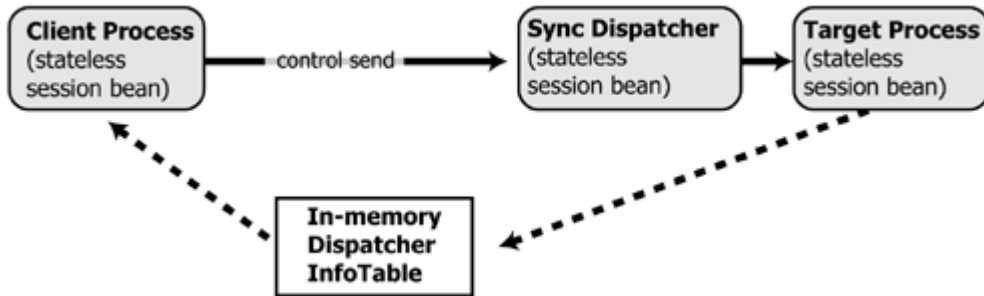 Client Process
(stateless
session bean)
control send
Sync Dispatcher
(stateless
session bean)
Target Process
(stateless
session bean)
In-memory
Dispatcher
InfoTable